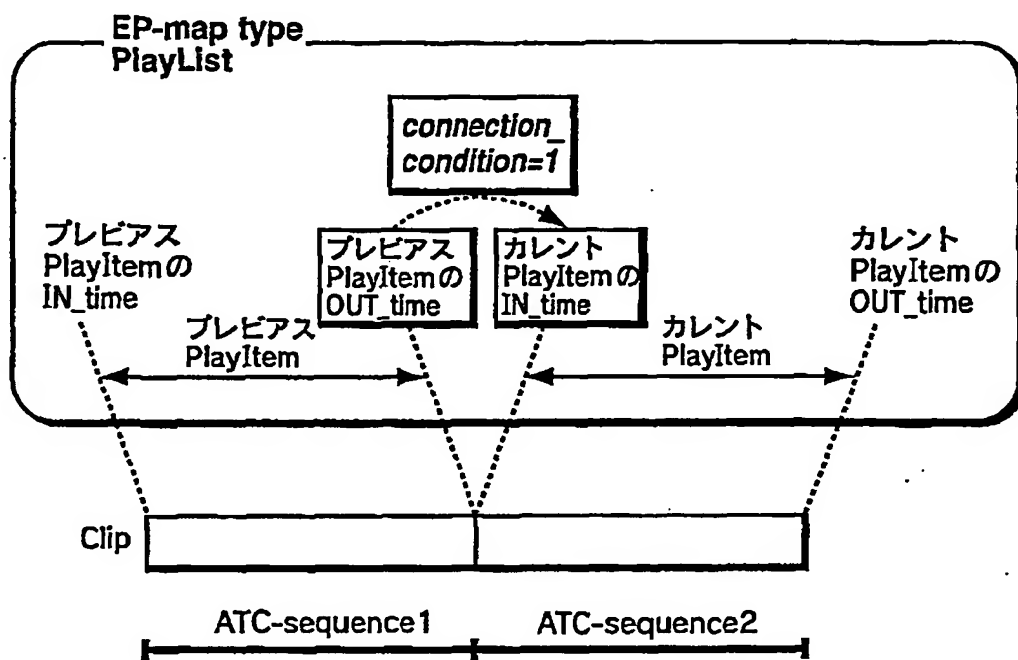 EP-map type
PlayList
connection_
condition=1
プレビアス
PlayItemの
IN_time
プレビアス
PlayItemの
OUT_time
カレント
PlayItemの
IN_time
カレント
PlayItemの
OUT_time
プレビアス
PlayItem
カレント
PlayItem
Clip
ATC-sequence1
ATC-sequence2